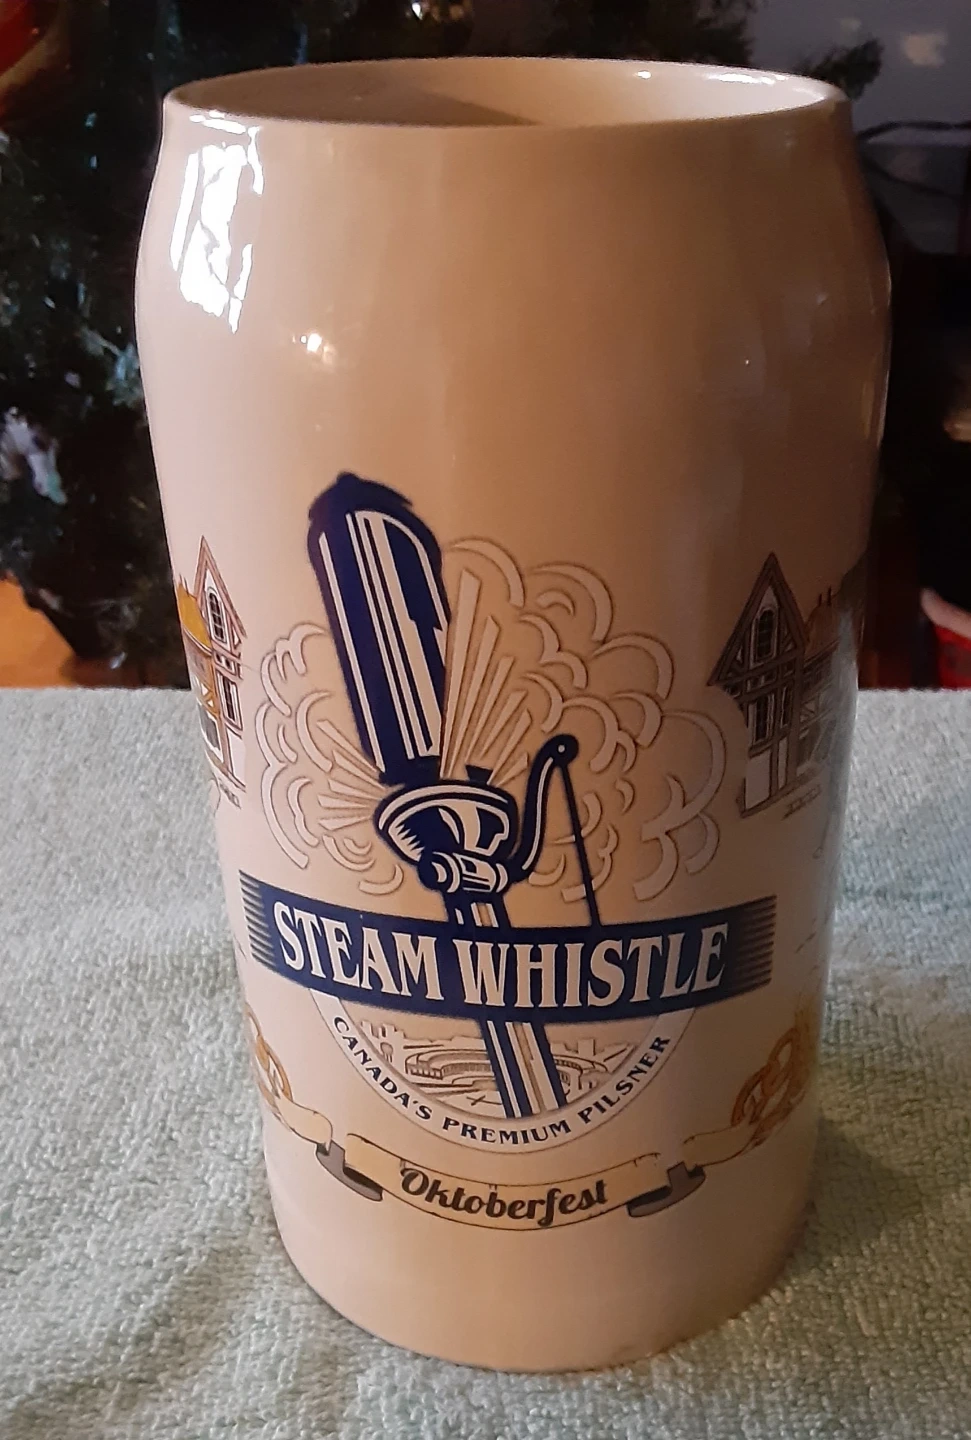 STEAM WHISTLE
CANADA'S PREMIUM PILSNER
Oktoberfest